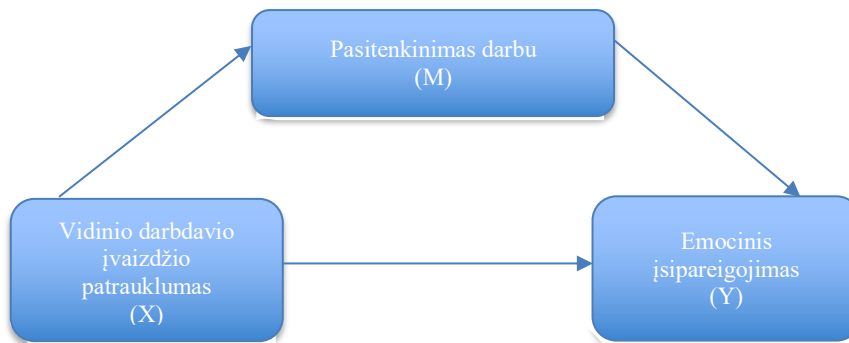 Pasitenkinimas darbu
(M)
Vidinio darbdavio
įvaizdžio
patrauklumas
(X)
Emocinis
įsipareigojimas
(Y)